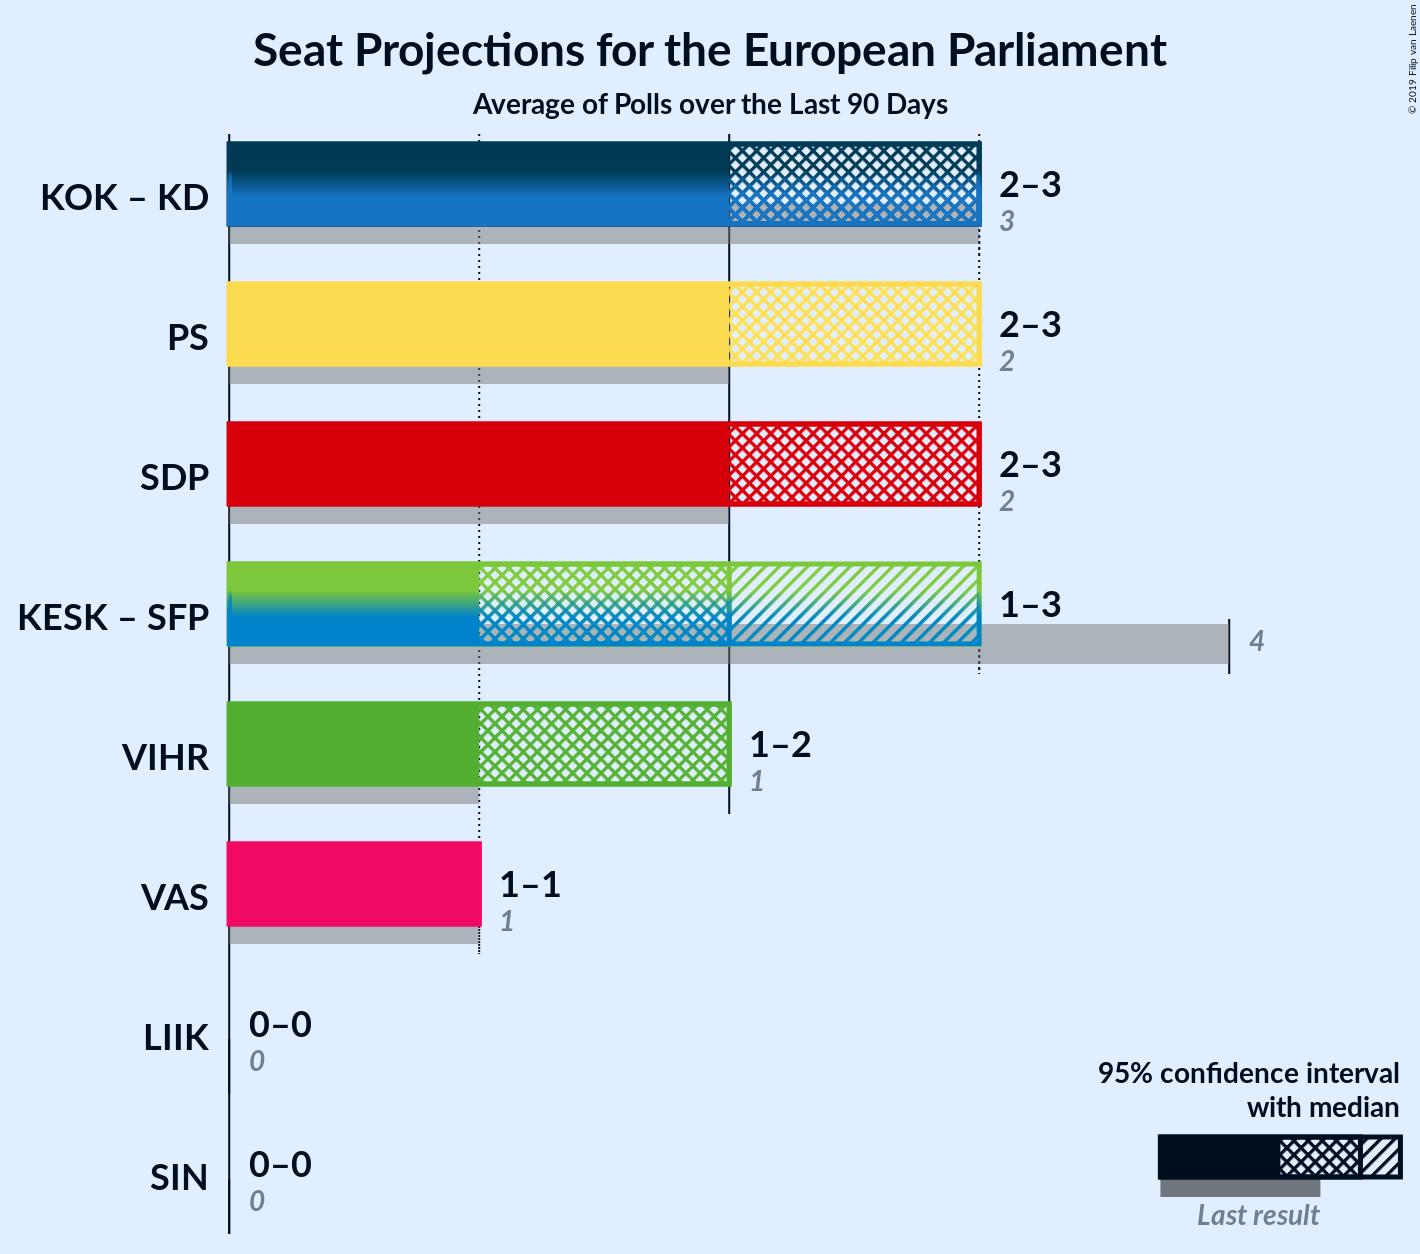 Seat Projections for the European Parliament
Average of Polls over the Last 90 Days
© 2019 Filip van Laenen
KOK – KD
2–3
3
PS
2–3
2
SDP
2–3
2
KESK – SFP
1–3
4
VIHR
1–2
1
VAS
1–1
1
LIIK
0–0
0
SIN
0–0
0
95% confidence interval
with median
Last result